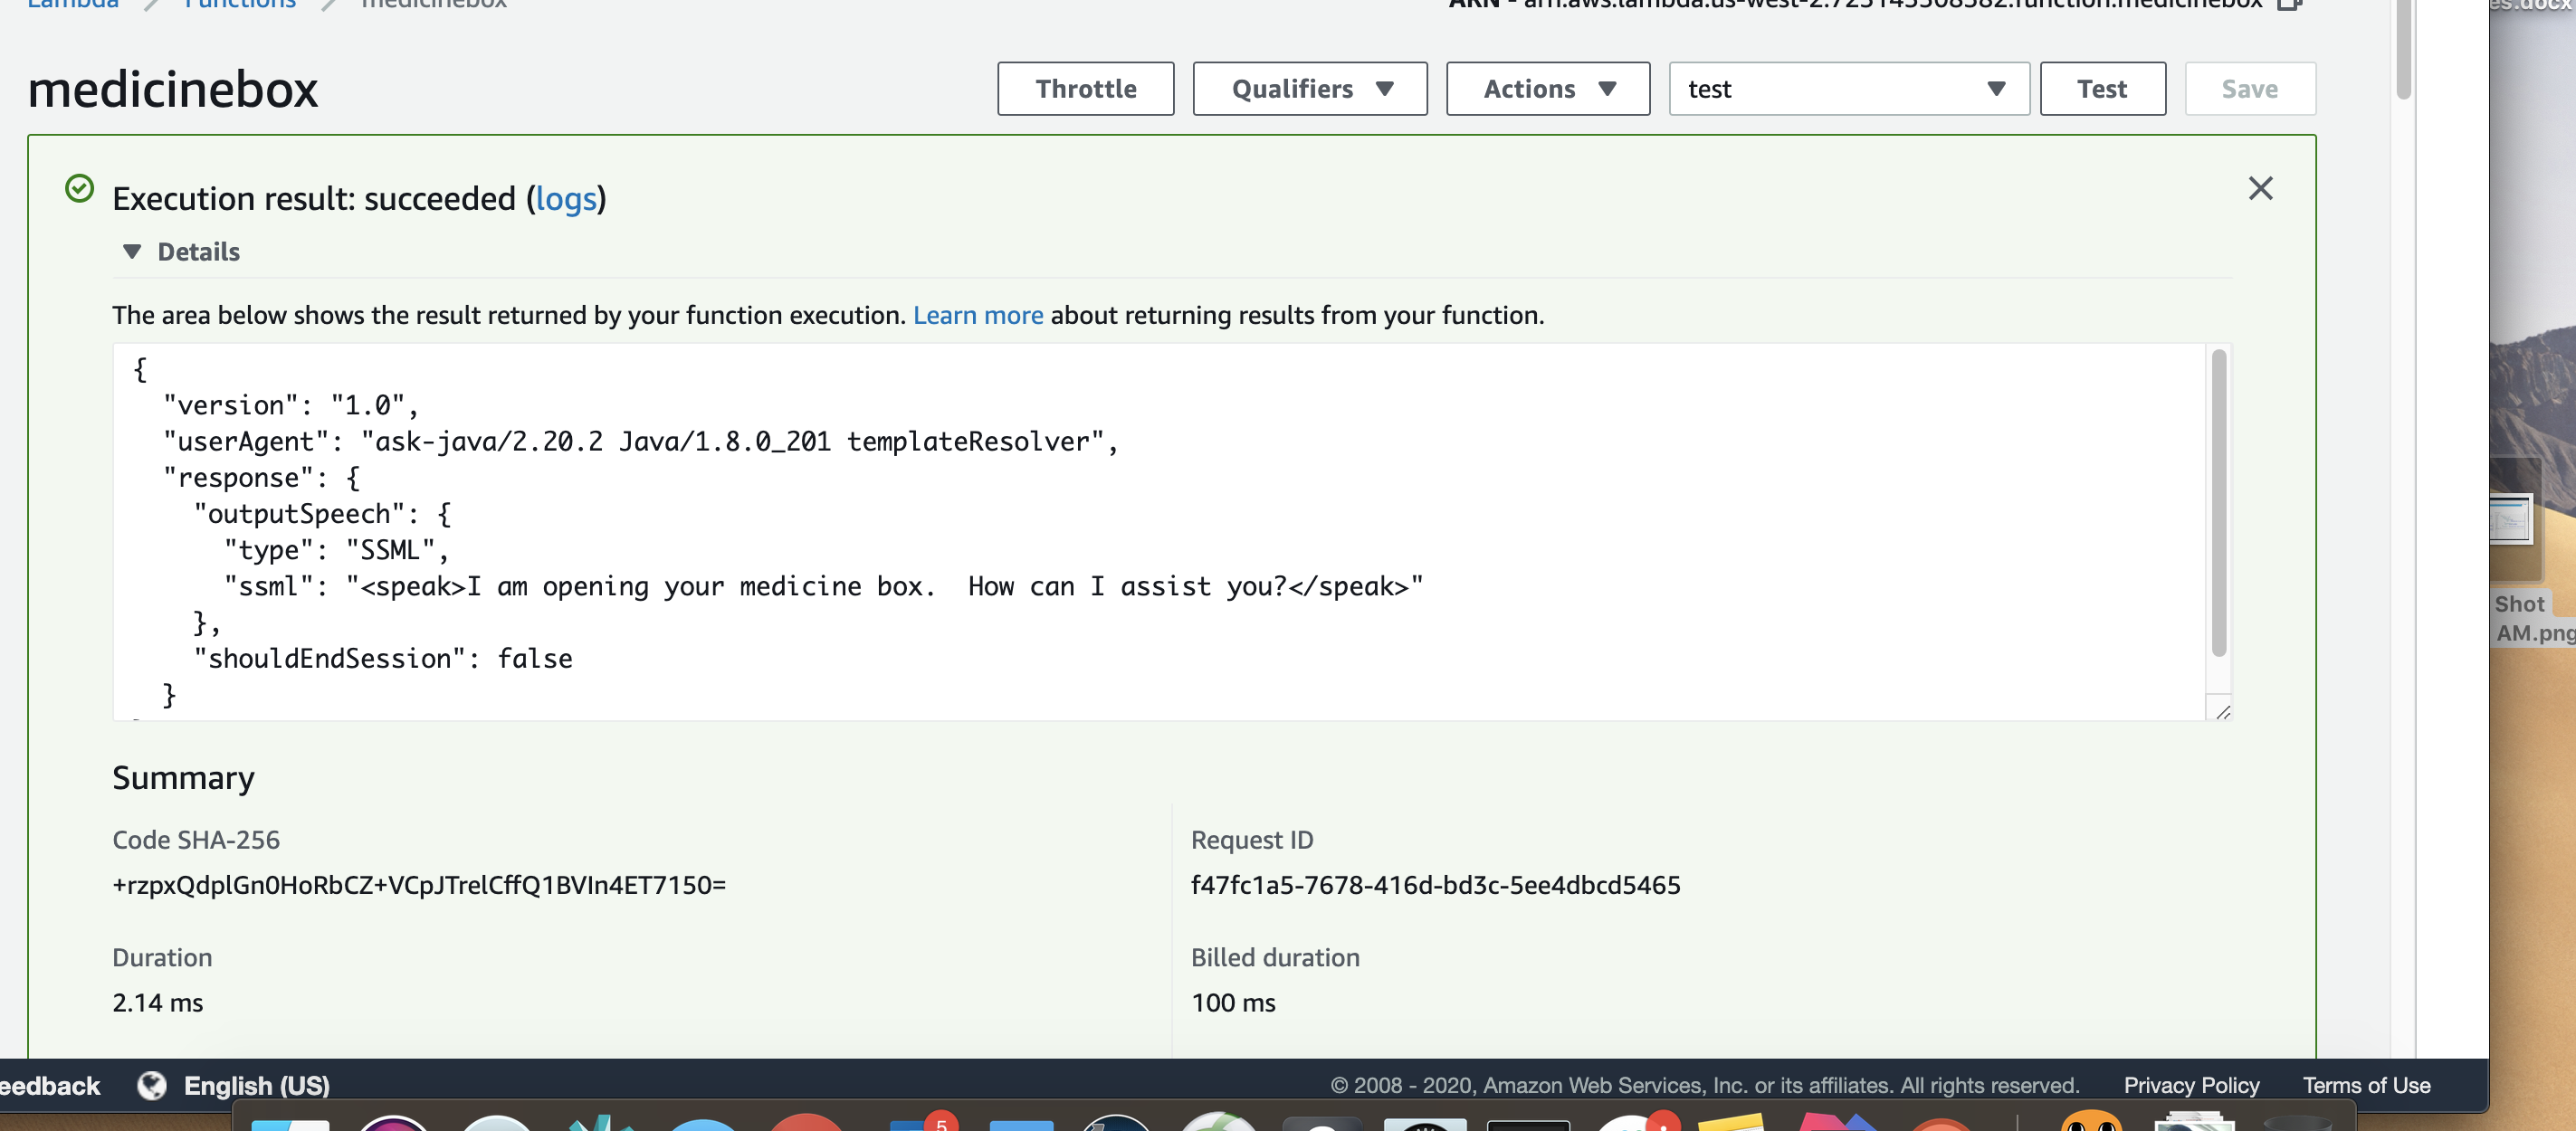 Lambda / Functions / medicinebox
ARN - arn:aws:lambda:us-west-2:723143308382:function:medicinebox
es.docx
medicinebox
Throttle
Qualifiers
Actions
test
Test
Save
Execution result: succeeded (logs)
Details
The area below shows the result returned by your function execution. Learn more about returning results from your function.
{
"version": "1.0",
"userAgent": "ask-java/2.20.2 Java/1.8.0_201 templateResolver",
"response": {
"outputSpeech": {
"type": "SSML",
"ssml": "<speak>I am opening your medicine box.  How can I assist you?</speak>"
},
"shouldEndSession": false
}
Shot
AM.png
Summary
Code SHA-256
+rzpxQdplGn0HoRbCZ+VCpJTrelCffQ1BVIn4ET7150=
Request ID
f47fc1a5-7678-416d-bd3c-5ee4dbcd5465
Duration
2.14 ms
Billed duration
100 ms
eedback
English (US)
© 2008 - 2020, Amazon Web Services, Inc. or its affiliates. All rights reserved.
Privacy Policy
Terms of Use
5